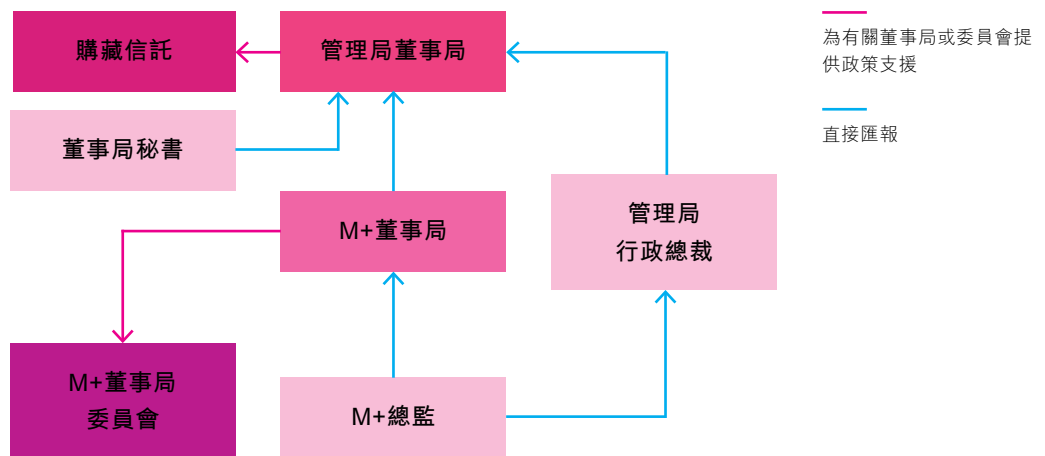 購藏信託
管理局董事局
為有關董事局或委員會提
供政策支援
董事局秘書
直接匯報
M+董事局
管理局
行政總裁
M+董事局
委員會
M+總監